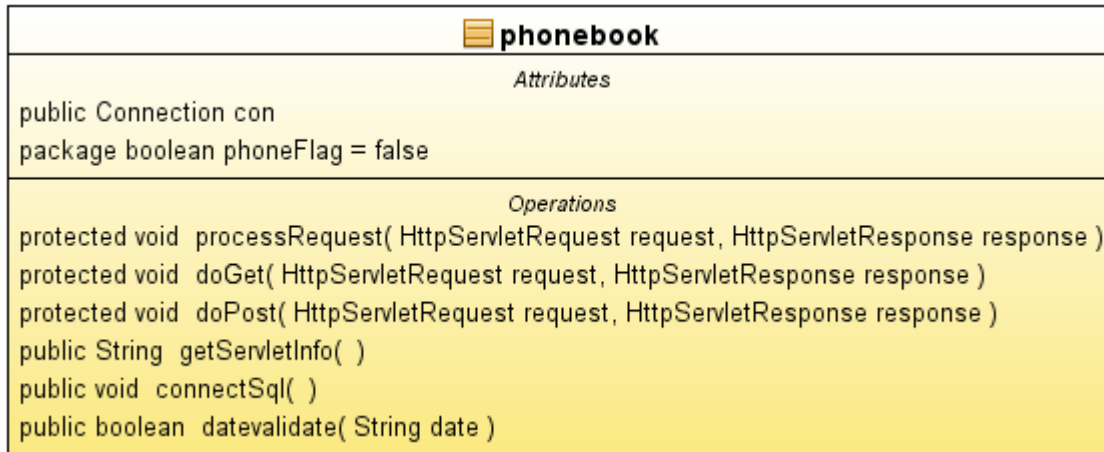 phonebook
Attributes
public Connection con
package boolean phoneFlag = false
Operations
protected void processRequest( HttpServletRequest request, HttpServletResponse response )
protected void doGet( HttpServletRequest request, HttpServletResponse response )
protected void doPost( HttpServletRequest request, HttpServletResponse response )
public String getServletInfo( )
public void connectSql( )
public boolean datevalidate( String date )